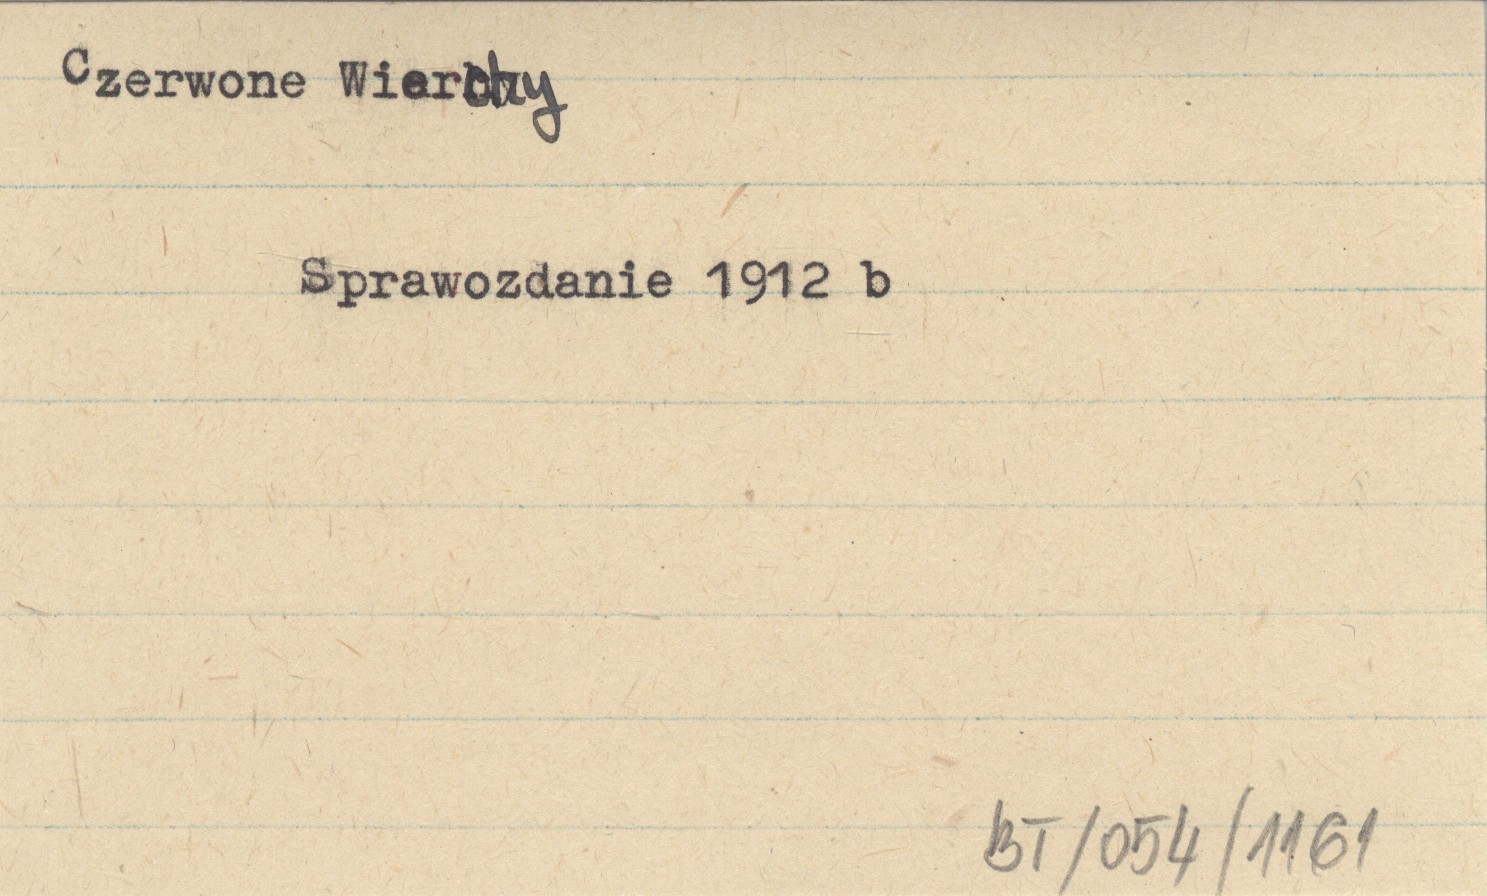 Czerwone Wierchy
Sprawozdanie 1912 b
BT/054/1161